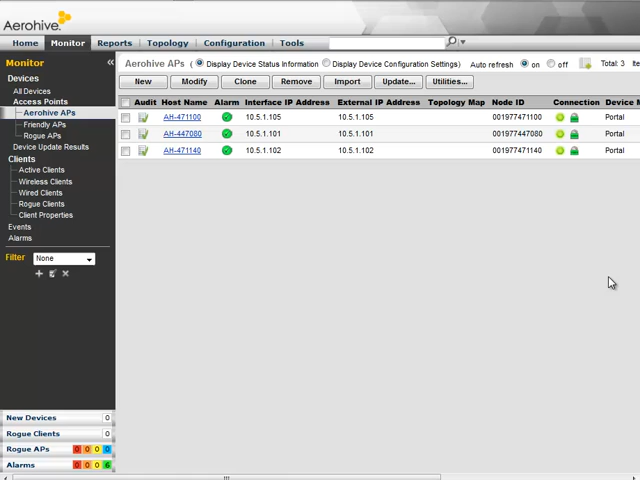 Aerohive
Home Monitor Reports Topology Configuration Tools
Monitor
Devices
All Devices
Access Points
Aerohive APs
Friendly APs
Rogue APs
Device Update Results
Clients
Active Clients
Wireless Clients
Wired Clients
Rogue Clients
Client Properties
Events
Alarms
Filter None
New Devices 0
Rogue Clients 0
Rogue APs 0 0 0 0
Alarms 0 0 0 6
Aerohive APs ( Display Device Status Information Display Device Configuration Settings) Auto refresh on off Total: 3 Ite
New Modify Clone Remove Import Update... Utilities...
Audit Host Name Alarm Interface IP Address External IP Address Topology Map Node ID Connection Device M
AH-471100 10.5.1.105 10.5.1.105 001977471100 Portal
AH-447080 10.5.1.101 10.5.1.101 001977447080 Portal
AH-471140 10.5.1.102 10.5.1.102 001977471140 Portal